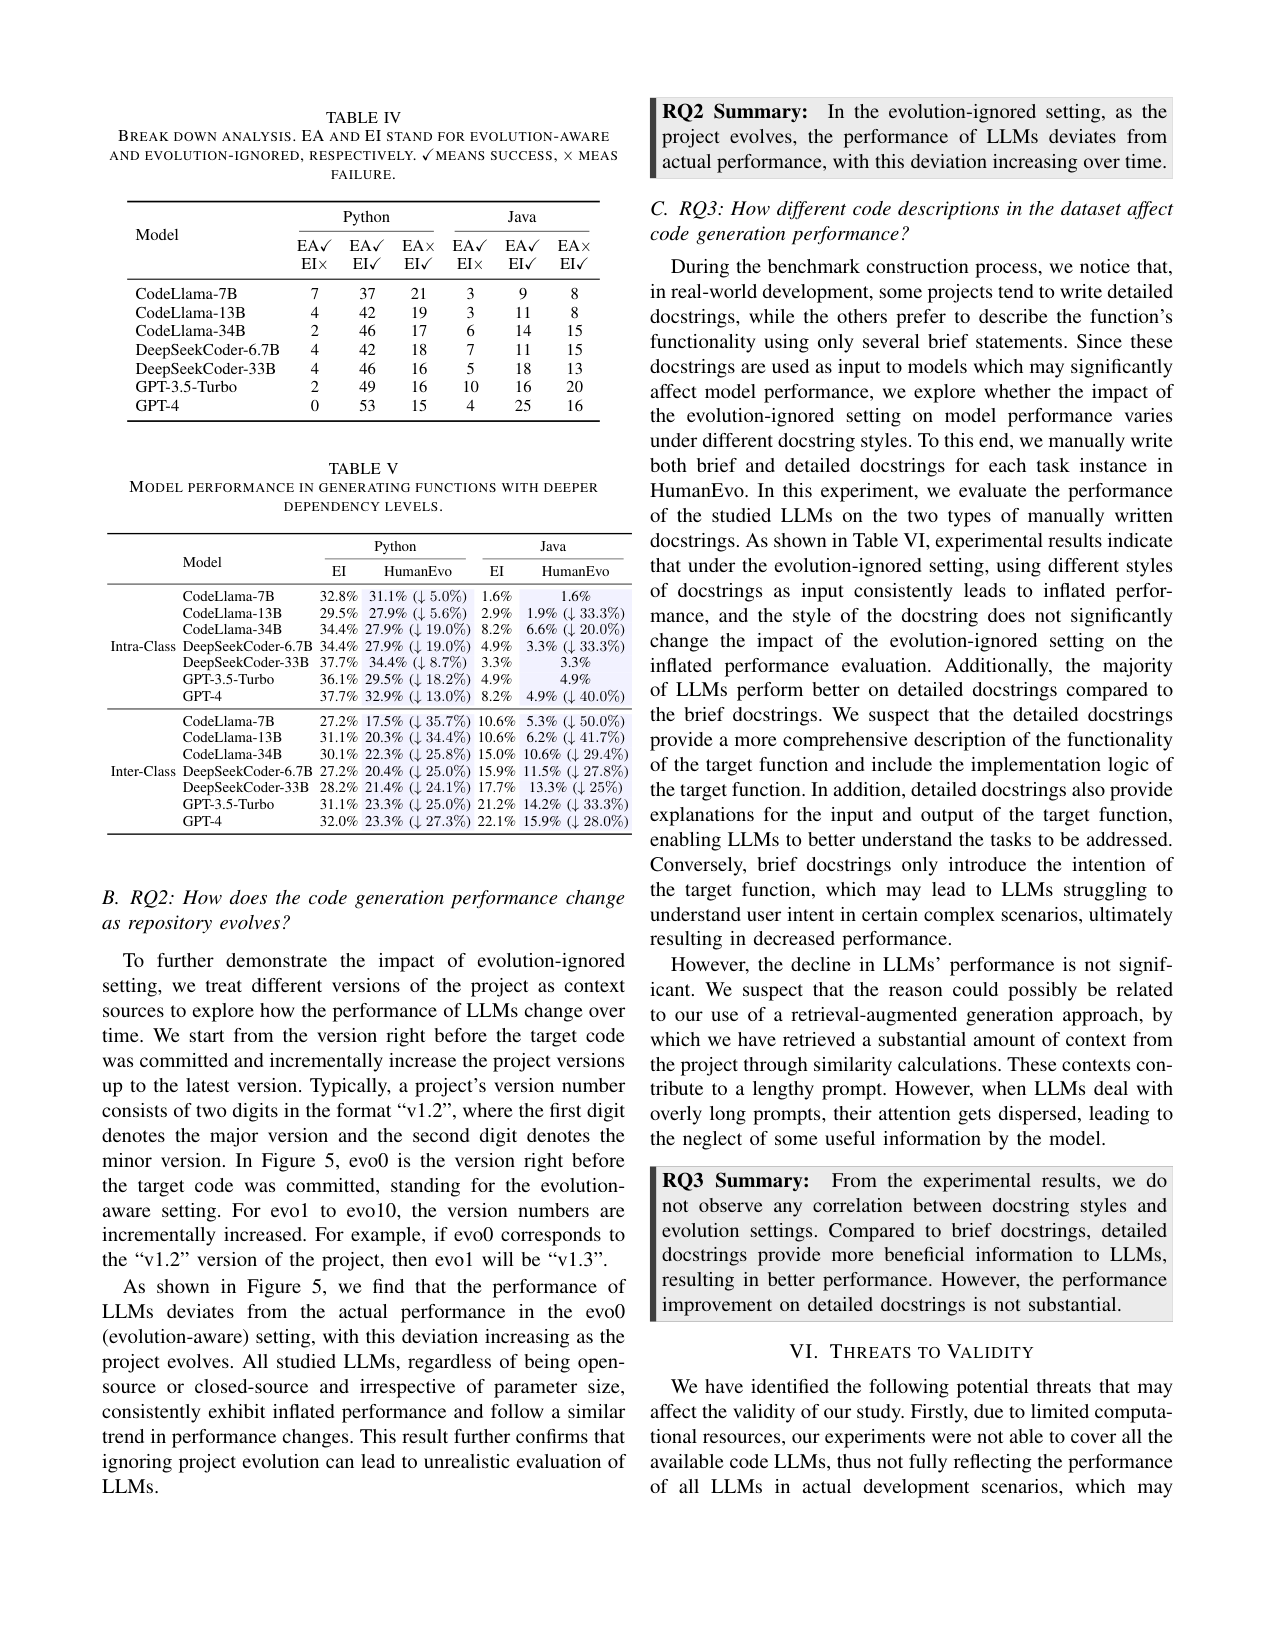 TABLE IV
BREAK DOWN ANALYSIS. EA AND EI STAND FOR EVOLUTION-AWARE
AND EVOLUTION-IGNORED, RESPECTIVELY. ✓MEANS SUCCESS, × MEAS
FAILURE.
Model Python Java
EA✓ EA✓ EA× EA✓ EA✓ EA×
EI× EI✓ EI✓ EI× EI✓ EI✓
CodeLlama-7B 7 37 21 3 9 8
CodeLlama-13B 4 42 19 3 11 8
CodeLlama-34B 2 46 17 6 14 15
DeepSeekCoder-6.7B 4 42 18 7 11 15
DeepSeekCoder-33B 4 46 16 5 18 13
GPT-3.5-Turbo 2 49 16 10 16 20
GPT-4 0 53 15 4 25 16
TABLE V
MODEL PERFORMANCE IN GENERATING FUNCTIONS WITH DEEPER
DEPENDENCY LEVELS.
Model Python Java
EI HumanEvo EI HumanEvo
CodeLlama-7B 32.8% 31.1% (↓ 5.0%) 1.6% 1.6%
CodeLlama-13B 29.5% 27.9% (↓ 5.6%) 2.9% 1.9% (↓ 33.3%)
CodeLlama-34B 34.4% 27.9% (↓ 19.0%) 8.2% 6.6% (↓ 20.0%)
Intra-Class DeepSeekCoder-6.7B 34.4% 27.9% (↓ 19.0%) 4.9% 3.3% (↓ 33.3%)
DeepSeekCoder-33B 37.7% 34.4% (↓ 8.7%) 3.3% 3.3%
GPT-3.5-Turbo 36.1% 29.5% (↓ 18.2%) 4.9% 4.9%
GPT-4 37.7% 32.9% (↓ 13.0%) 8.2% 4.9% (↓ 40.0%)
CodeLlama-7B 27.2% 17.5% (↓ 35.7%) 10.6% 5.3% (↓ 50.0%)
CodeLlama-13B 31.1% 20.3% (↓ 34.4%) 10.6% 6.2% (↓ 41.7%)
CodeLlama-34B 30.1% 22.3% (↓ 25.8%) 15.0% 10.6% (↓ 29.4%)
Inter-Class DeepSeekCoder-6.7B 27.2% 20.4% (↓ 25.0%) 15.9% 11.5% (↓ 27.8%)
DeepSeekCoder-33B 28.2% 21.4% (↓ 24.1%) 17.7% 13.3% (↓ 25%)
GPT-3.5-Turbo 31.1% 23.3% (↓ 25.0%) 21.2% 14.2% (↓ 33.3%)
GPT-4 32.0% 23.3% (↓ 27.3%) 22.1% 15.9% (↓ 28.0%)
B. RQ2: How does the code generation performance change
as repository evolves?
To further demonstrate the impact of evolution-ignored
setting, we treat different versions of the project as context
sources to explore how the performance of LLMs change over
time. We start from the version right before the target code
was committed and incrementally increase the project versions
up to the latest version. Typically, a project's version number
consists of two digits in the format “v1.2”, where the first digit
denotes the major version and the second digit denotes the
minor version. In Figure 5, evo0 is the version right before
the target code was committed, standing for the evolution-
aware setting. For evo1 to evo10, the version numbers are
incrementally increased. For example, if evo0 corresponds to
the “v1.2” version of the project, then evo1 will be “v1.3”.
As shown in Figure 5, we find that the performance of
LLMs deviates from the actual performance in the evo0
(evolution-aware) setting, with this deviation increasing as the
project evolves. All studied LLMs, regardless of being open-
source or closed-source and irrespective of parameter size,
consistently exhibit inflated performance and follow a similar
trend in performance changes. This result further confirms that
ignoring project evolution can lead to unrealistic evaluation of
LLMs.
RQ2 Summary: In the evolution-ignored setting, as the
project evolves, the performance of LLMs deviates from
actual performance, with this deviation increasing over time.
C. RQ3: How different code descriptions in the dataset affect
code generation performance?
During the benchmark construction process, we notice that,
in real-world development, some projects tend to write detailed
docstrings, while the others prefer to describe the function's
functionality using only several brief statements. Since these
docstrings are used as input to models which may significantly
affect model performance, we explore whether the impact of
the evolution-ignored setting on model performance varies
under different docstring styles. To this end, we manually write
both brief and detailed docstrings for each task instance in
HumanEvo. In this experiment, we evaluate the performance
of the studied LLMs on the two types of manually written
docstrings. As shown in Table VI, experimental results indicate
that under the evolution-ignored setting, using different styles
of docstrings as input consistently leads to inflated perfor-
mance, and the style of the docstring does not significantly
change the impact of the evolution-ignored setting on the
inflated performance evaluation. Additionally, the majority
of LLMs perform better on detailed docstrings compared to
the brief docstrings. We suspect that the detailed docstrings
provide a more comprehensive description of the functionality
of the target function and include the implementation logic of
the target function. In addition, detailed docstrings also provide
explanations for the input and output of the target function,
enabling LLMs to better understand the tasks to be addressed.
Conversely, brief docstrings only introduce the intention of
the target function, which may lead to LLMs struggling to
understand user intent in certain complex scenarios, ultimately
resulting in decreased performance.
However, the decline in LLMs' performance is not signif-
icant. We suspect that the reason could possibly be related
to our use of a retrieval-augmented generation approach, by
which we have retrieved a substantial amount of context from
the project through similarity calculations. These contexts con-
tribute to a lengthy prompt. However, when LLMs deal with
overly long prompts, their attention gets dispersed, leading to
the neglect of some useful information by the model.
RQ3 Summary: From the experimental results, we do
not observe any correlation between docstring styles and
evolution settings. Compared to brief docstrings, detailed
docstrings provide more beneficial information to LLMs,
resulting in better performance. However, the performance
improvement on detailed docstrings is not substantial.
VI. THREATS TO VALIDITY
We have identified the following potential threats that may
affect the validity of our study. Firstly, due to limited computa-
tional resources, our experiments were not able to cover all the
available code LLMs, thus not fully reflecting the performance
of all LLMs in actual development scenarios, which may